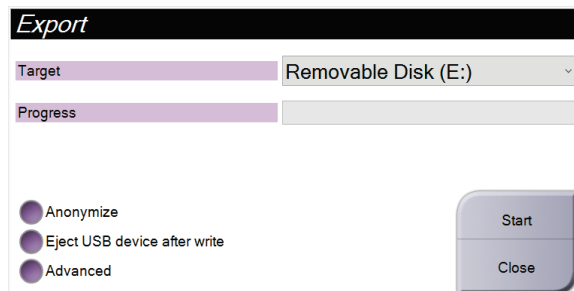 Export
Target
Removable Disk (E:)
Progress
Anonymize
Eject USB device after write
Advanced
Start
Close